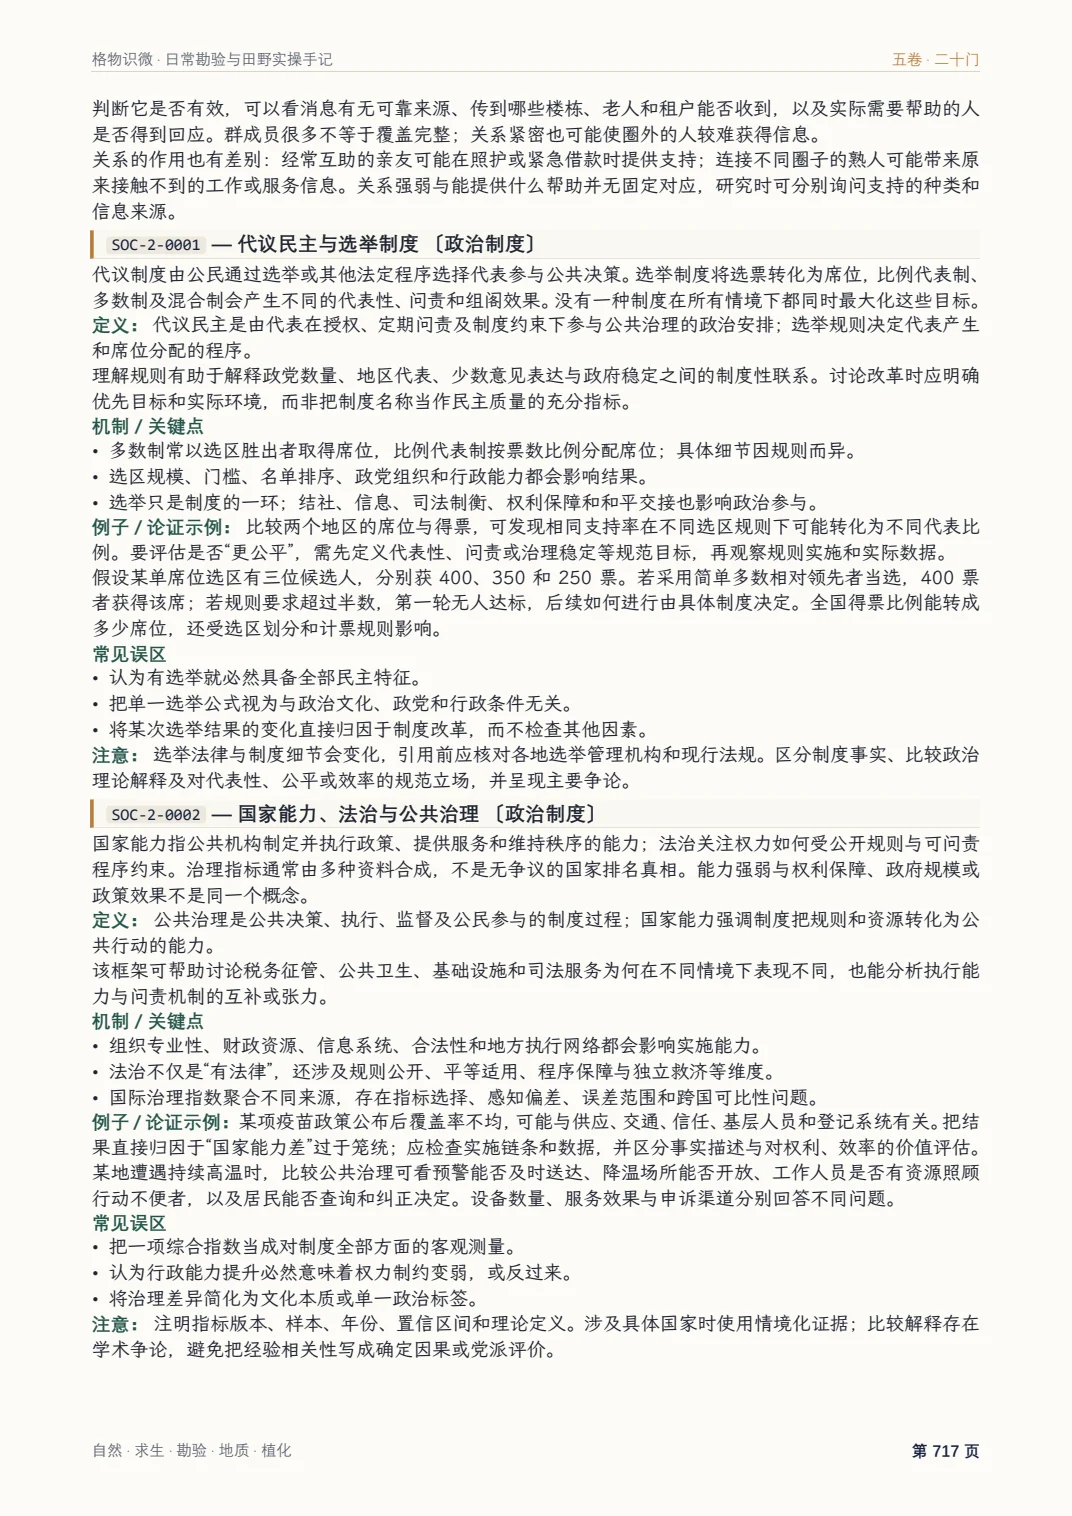 格物识微 · 日常勘验与田野实操手记
五卷 · 二十门
判断它是否有效，可以看消息有无可靠来源、传到哪些楼栋、老人和租户能否收到，以及实际需要帮助的人
是否得到回应。群成员很多不等于覆盖完整；关系紧密也可能使圈外的人较难获得信息。
关系的作用也有差别：经常互助的亲友可能在照护或紧急借款时提供支持；连接不同圈子的熟人可能带来原
来接触不到的工作或服务信息。关系强弱与能提供什么帮助并无固定对应，研究时可分别询问支持的种类和
信息来源。
SOC-2-0001 — 代议民主与选举制度 〔政治制度〕
代议制度由公民通过选举或其他法定程序选择代表参与公共决策。选举制度将选票转化为席位，比例代表制、
多数制及混合制会产生不同的代表性、问责和组阁效果。没有一种制度在所有情境下都同时最大化这些目标。
定义： 代议民主是由代表在授权、定期问责及制度约束下参与公共治理的政治安排；选举规则决定代表产生
和席位分配的程序。
理解规则有助于解释政党数量、地区代表、少数意见表达与政府稳定之间的制度性联系。讨论改革时应明确
优先目标和实际环境，而非把制度名称当作民主质量的充分指标。
机制 / 关键点
• 多数制常以选区胜出者取得席位，比例代表制按票数比例分配席位；具体细节因规则而异。
• 选区规模、门槛、名单排序、政党组织和行政能力都会影响结果。
• 选举只是制度的一环；结社、信息、司法制衡、权利保障和和平交接也影响政治参与。
例子 / 论证示例： 比较两个地区的席位与得票，可发现相同支持率在不同选区规则下可能转化为不同代表比
例。要评估是否“更公平”，需先定义代表性、问责或治理稳定等规范目标，再观察规则实施和实际数据。
假设某单席位选区有三位候选人，分别获 400、350 和 250 票。若采用简单多数相对领先者当选，400 票
者获得该席；若规则要求超过半数，第一轮无人达标，后续如何进行由具体制度决定。全国得票比例能转成
多少席位，还受选区划分和计票规则影响。
常见误区
• 认为有选举就必然具备全部民主特征。
• 把单一选举公式视为与政治文化、政党和行政条件无关。
• 将某次选举结果的变化直接归因于制度改革，而不检查其他因素。
注意： 选举法律与制度细节会变化，引用前应核对各地选举管理机构和现行法规。区分制度事实、比较政治
理论解释及对代表性、公平或效率的规范立场，并呈现主要争论。
SOC-2-0002 — 国家能力、法治与公共治理 〔政治制度〕
国家能力指公共机构制定并执行政策、提供服务和维持秩序的能力；法治关注权力如何受公开规则与可问责
程序约束。治理指标通常由多种资料合成，不是无争议的国家排名真相。能力强弱与权利保障、政府规模或
政策效果不是同一个概念。
定义： 公共治理是公共决策、执行、监督及公民参与的制度过程；国家能力强调制度把规则和资源转化为公
共行动的能力。
该框架可帮助讨论税务征管、公共卫生、基础设施和司法服务为何在不同情境下表现不同，也能分析执行能
力与问责机制的互补或张力。
机制 / 关键点
• 组织专业性、财政资源、信息系统、合法性和地方执行网络都会影响实施能力。
• 法治不仅是“有法律”，还涉及规则公开、平等适用、程序保障与独立救济等维度。
• 国际治理指数聚合不同来源，存在指标选择、感知偏差、误差范围和跨国可比性问题。
例子 / 论证示例：某项疫苗政策公布后覆盖率不均，可能与供应、交通、信任、基层人员和登记系统有关。把结
果直接归因于“国家能力差”过于笼统；应检查实施链条和数据，并区分事实描述与对权利、效率的价值评估。
某地遭遇持续高温时，比较公共治理可看预警能否及时送达、降温场所能否开放、工作人员是否有资源照顾
行动不便者，以及居民能否查询和纠正决定。设备数量、服务效果与申诉渠道分别回答不同问题。
常见误区
• 把一项综合指数当成对制度全部方面的客观测量。
• 认为行政能力提升必然意味着权力制约变弱，或反过来。
• 将治理差异简化为文化本质或单一政治标签。
注意： 注明指标版本、样本、年份、置信区间和理论定义。涉及具体国家时使用情境化证据；比较解释存在
学术争论，避免把经验相关性写成确定因果或党派评价。
自然 · 求生 · 勘验 · 地质 · 植化
第 717 页